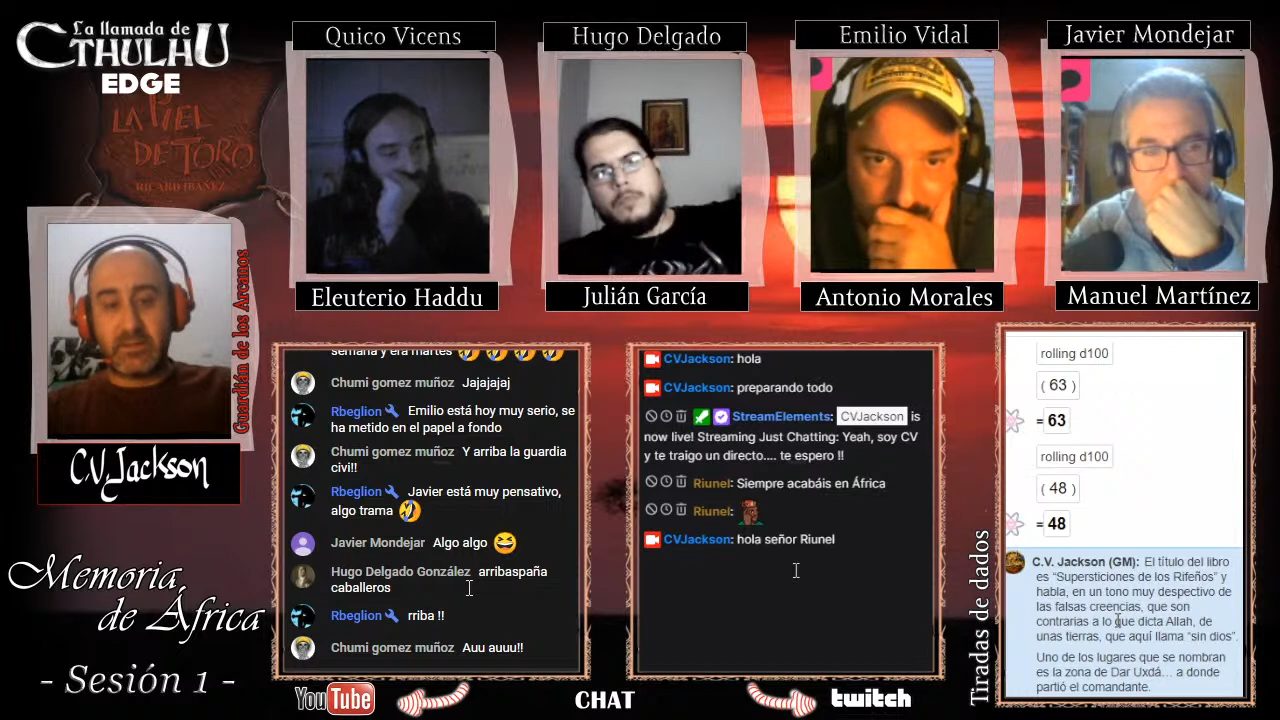 La llamada de
CTHULHU
EDGE
LA PIEL
DE TORO
RICARD IBÁÑEZ
Quico Vicens
Hugo Delgado
Emilio Vidal
Javier Mondejar
Eleuterio Haddu
Julián García
Antonio Morales
Manuel Martínez
Guardián de los Arcanos
C.V. Jackson
Memoria
de África
- Sesión 1 -
semana y era martes 🤣 🤣 🤣 🤣
Chumi gomez muñoz Jajajajaj
Rbeglion Emilio está hoy muy serio, se
ha metido en el papel a fondo
Chumi gomez muñoz Y arriba la guardia
civi!!
Rbeglion Javier está muy pensativo,
algo trama 🤣
Javier Mondejar Algo algo 😆
Hugo Delgado González arribaspaña
caballeros
Rbeglion rriba !!
Chumi gomez muñoz Auu auuu!!
CVJackson: hola
CVJackson: preparando todo
StreamElements: CVJackson is
now live! Streaming Just Chatting: Yeah, soy CV
y te traigo un directo.... te espero !!
Riunel: Siempre acabáis en África
Riunel:
CVJackson: hola señor Riunel
YouTube
CHAT
twitch
Tiradas de dados
rolling d100
( 63 )
= 63
rolling d100
( 48 )
= 48
C.V. Jackson (GM): El título del libro
es “Supersticiones de los Rifeños” y
habla, en un tono muy despectivo de
las falsas creencias, que son
contrarias a lo que dicta Allah, de
unas tierras, que aquí llama “sin dios”.
Uno de los lugares que se nombran
es la zona de Dar Uxdá... a donde
partió el comandante.